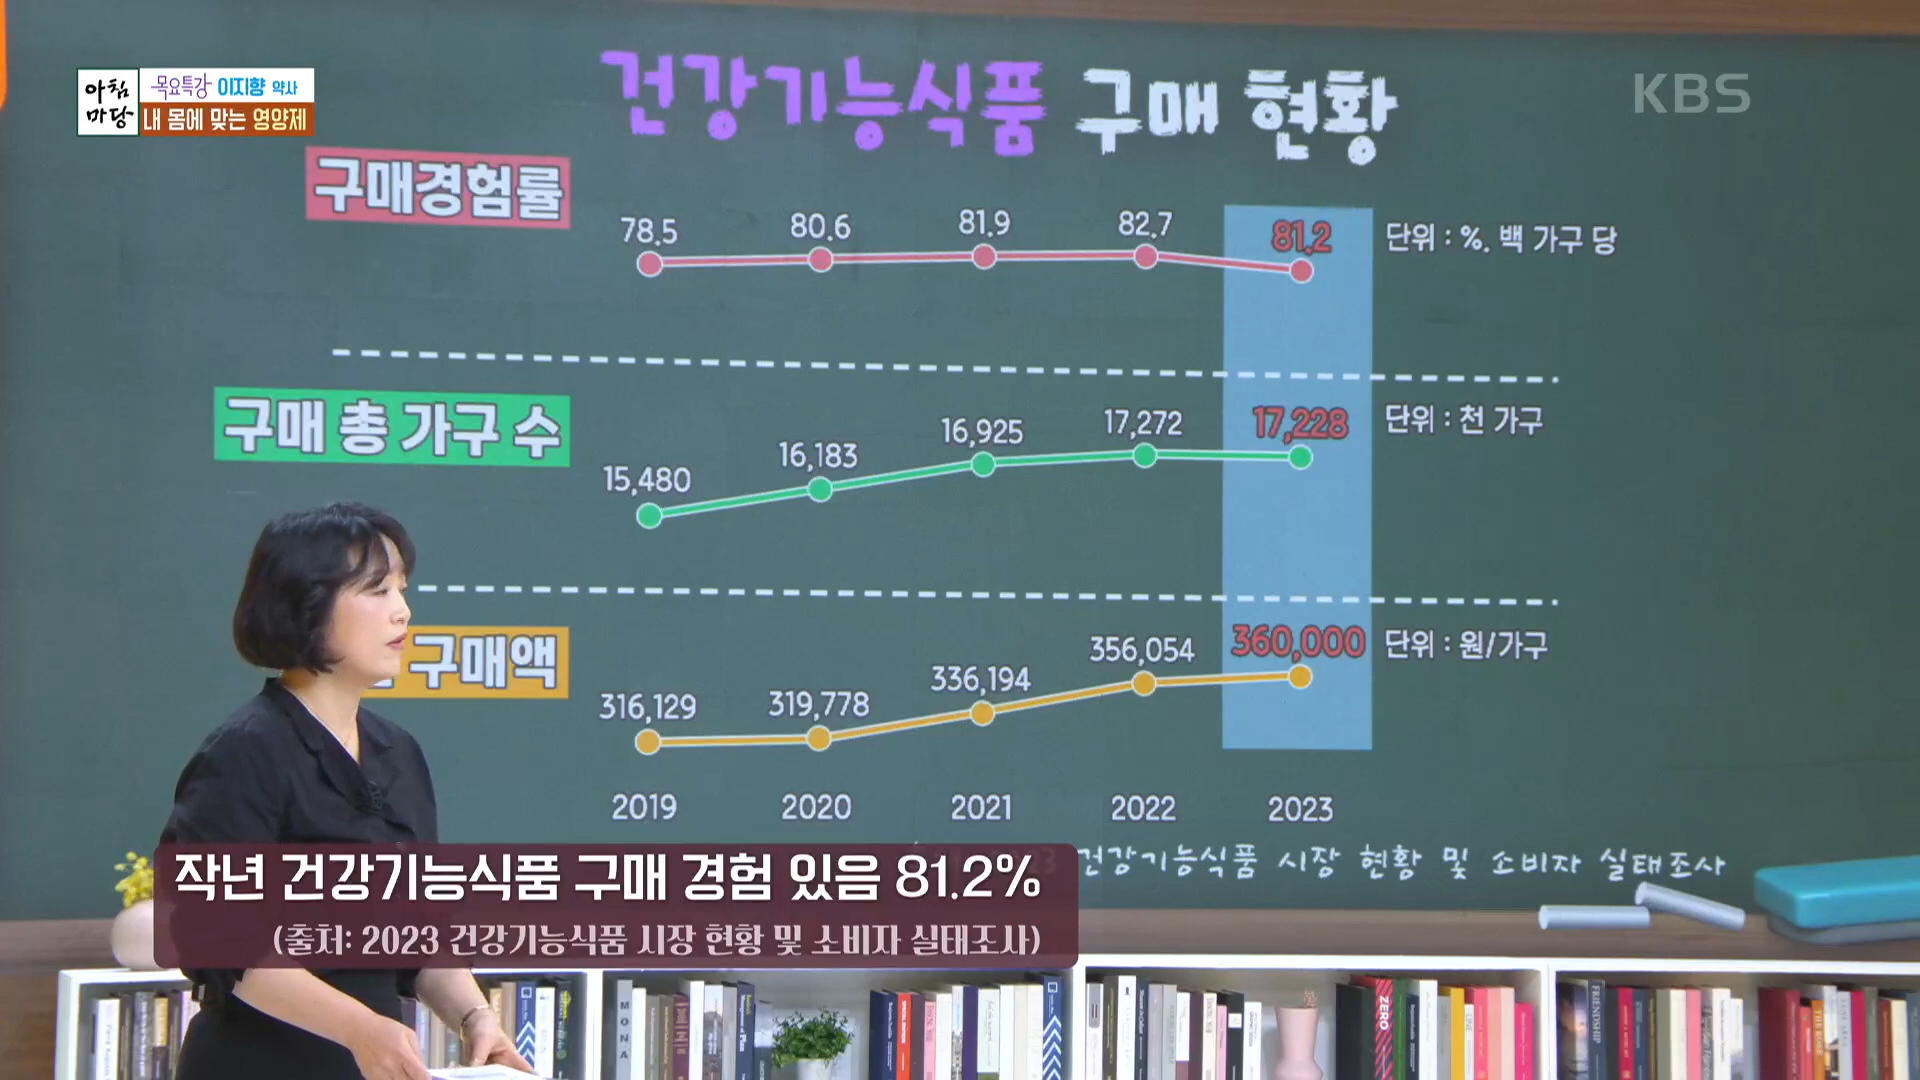 아침
마당
목요특강 이지향 약사
내 몸에 맞는 영양제
KBS
건강기능식품 구매 현황
구매경험률
78.5 80.6 81.9 82.7 81.2 단위 : %. 백 가구 당
구매 총 가구 수
15,480 16,183 16,925 17,272 17,228 단위 : 천 가구
구매액
316,129 319,778 336,194 356,054 360,000 단위 : 원/가구
2019 2020 2021 2022 2023
건강기능식품 시장 현황 및 소비자 실태조사
작년 건강기능식품 구매 경험 있음 81.2%
(출처: 2023 건강기능식품 시장 현황 및 소비자 실태조사)
MONA
ZERO
FRIENDSHIP